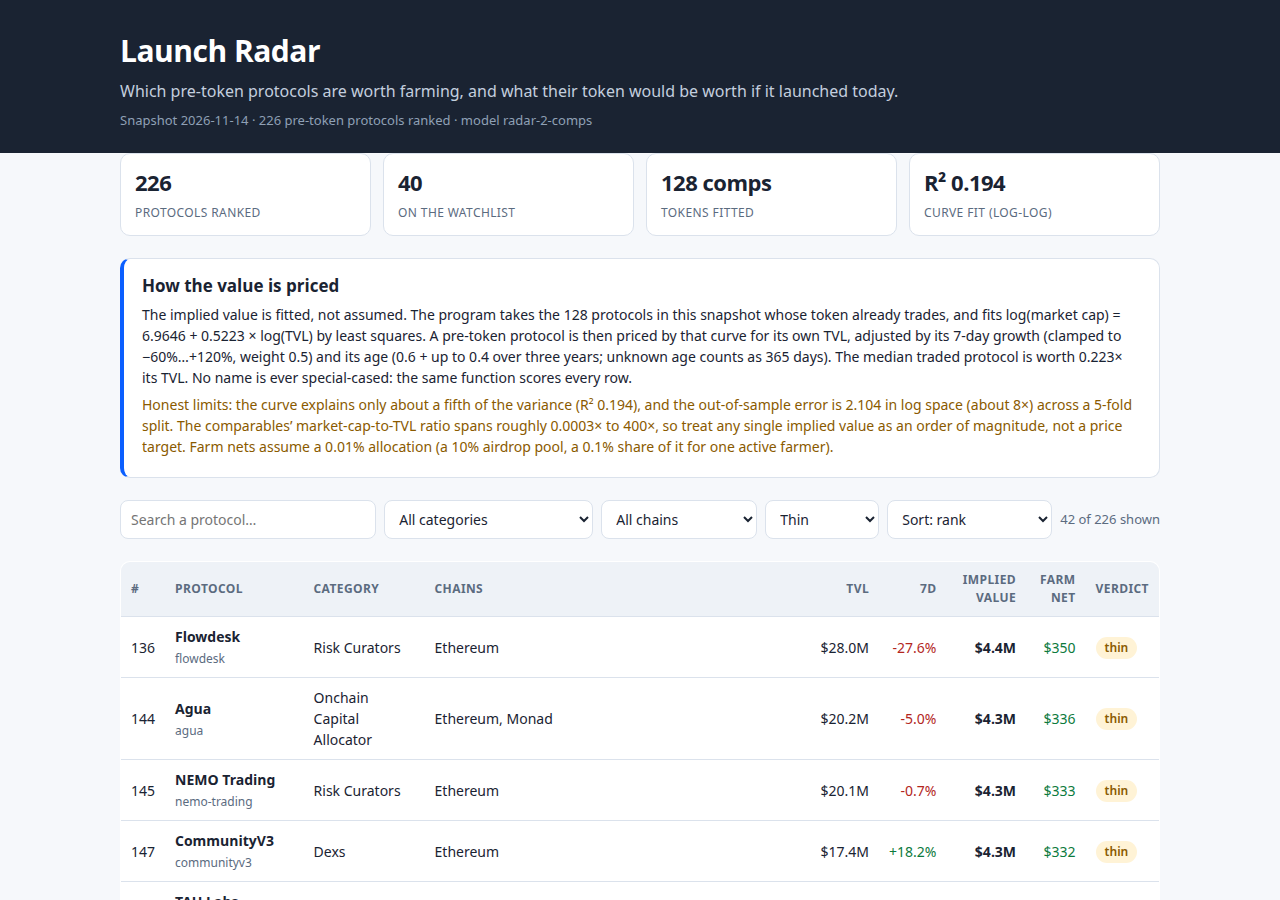 Launch Radar
Which pre-token protocols are worth farming, and what their token would be worth if it launched today.
Snapshot 2026-11-14 · 226 pre-token protocols ranked · model radar-2-comps
226
PROTOCOLS RANKED
40
ON THE WATCHLIST
128 comps
TOKENS FITTED
R² 0.194
CURVE FIT (LOG-LOG)
How the value is priced
The implied value is fitted, not assumed. The program takes the 128 protocols in this snapshot whose token already trades, and fits log(market cap) =
6.9646 + 0.5223 × log(TVL) by least squares. A pre-token protocol is then priced by that curve for its own TVL, adjusted by its 7-day growth (clamped to
−60%…+120%, weight 0.5) and its age (0.6 + up to 0.4 over three years; unknown age counts as 365 days). The median traded protocol is worth 0.223×
its TVL. No name is ever special-cased: the same function scores every row.
Honest limits: the curve explains only about a fifth of the variance (R² 0.194), and the out-of-sample error is 2.104 in log space (about 8×) across a 5-fold
split. The comparables’ market-cap-to-TVL ratio spans roughly 0.0003× to 400×, so treat any single implied value as an order of magnitude, not a price
target. Farm nets assume a 0.01% allocation (a 10% airdrop pool, a 0.1% share of it for one active farmer).
Search a protocol…
All categories
All chains
Thin
Sort: rank
42 of 226 shown
# PROTOCOL CATEGORY CHAINS TVL 7D IMPLIED VALUE FARM NET VERDICT
136 Flowdesk flowdesk Risk Curators Ethereum $28.0M -27.6% $4.4M $350 thin
144 Agua agua Onchain Capital Allocator Ethereum, Monad $20.2M -5.0% $4.3M $336 thin
145 NEMO Trading nemo-trading Risk Curators Ethereum $20.1M -0.7% $4.3M $333 thin
147 CommunityV3 communityv3 Dexs Ethereum $17.4M +18.2% $4.3M $332 thin